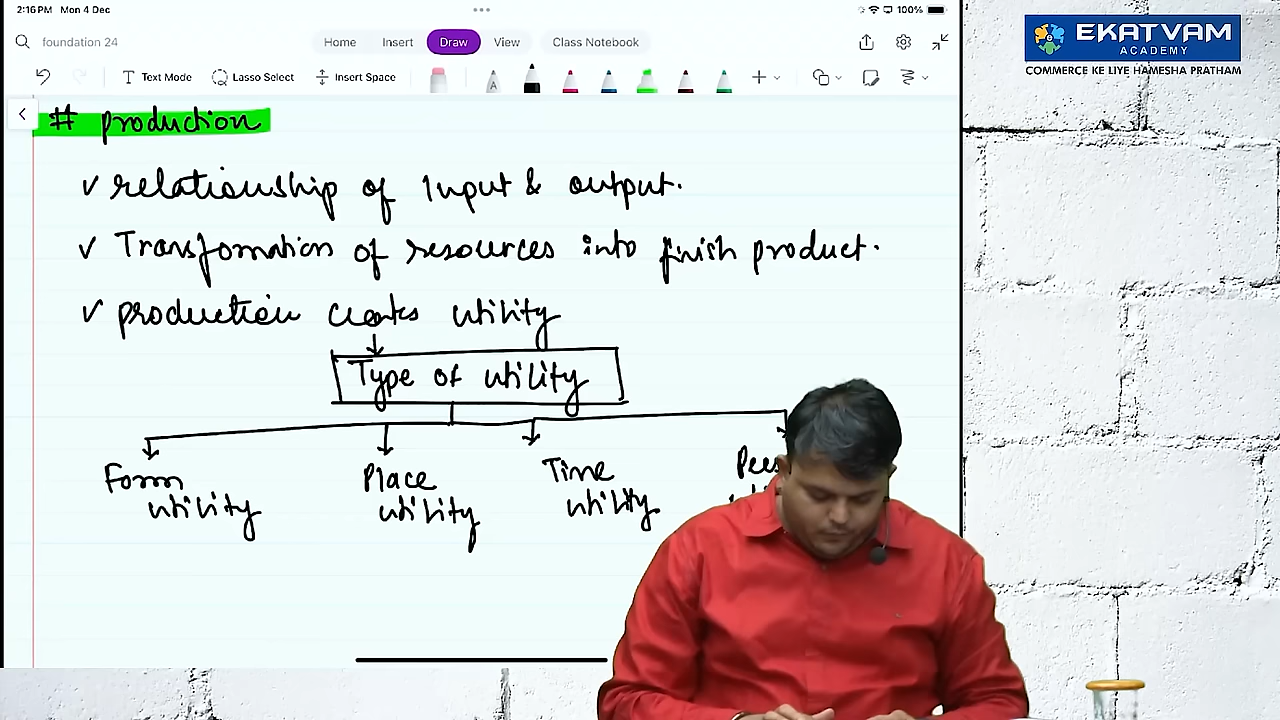 2:16 PM Mon 4 Dec
100%
foundation 24
Home Insert Draw View Class Notebook
Text Mode Lasso Select Insert Space
EKATVAM
ACADEMY
COMMERCE KE LIYE HAMESHA PRATHAM
# production
✓ relationship of Input & output.
✓ Transformation of resources into finish product.
✓ production creates utility
Type of utility
Form utility
Place utility
Time utility